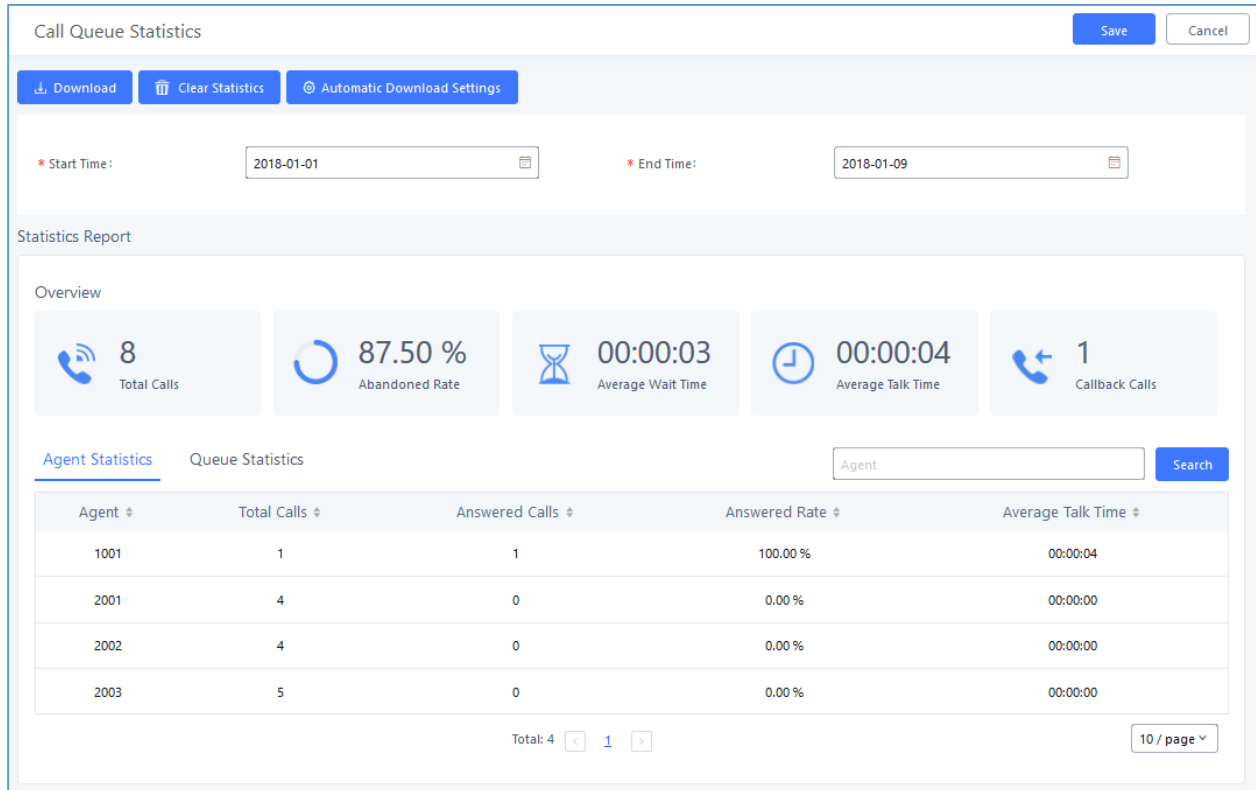 Call Queue Statistics Save Cancel
Download Clear Statistics Automatic Download Settings
* Start Time: 2018-01-01 * End Time: 2018-01-09
Statistics Report
Overview
8 87.50 % 00:00:03 00:00:04 1
Total Calls Abandoned Rate Average Wait Time Average Talk Time Callback Calls
Agent Statistics Queue Statistics Agent Search
Agent Total Calls Answered Calls Answered Rate Average Talk Time
1001 1 1 100.00 % 00:00:04
2001 4 0 0.00 % 00:00:00
2002 4 0 0.00 % 00:00:00
2003 5 0 0.00 % 00:00:00
Total: 4 < 1 > 10 / page